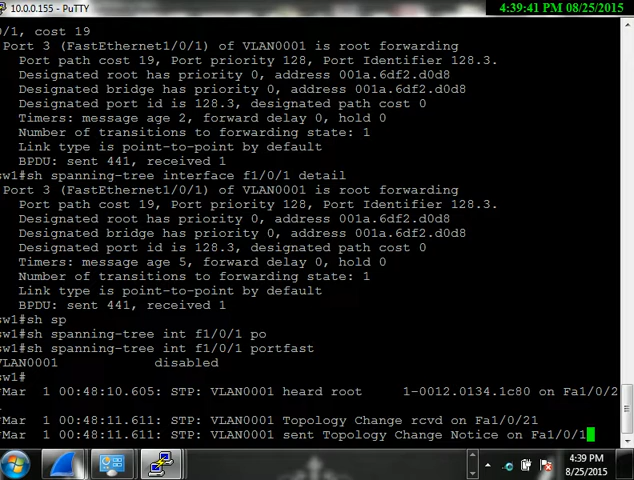 10.0.0.155 - PuTTY
4:39:41 PM 08/25/2015
0/1, cost 19
Port 3 (FastEthernet1/0/1) of VLAN0001 is root forwarding
Port path cost 19, Port priority 128, Port Identifier 128.3.
Designated root has priority 0, address 001a.6df2.d0d8
Designated bridge has priority 0, address 001a.6df2.d0d8
Designated port id is 128.3, designated path cost 0
Timers: message age 2, forward delay 0, hold 0
Number of transitions to forwarding state: 1
Link type is point-to-point by default
BPDU: sent 441, received 1
sw1#sh spanning-tree interface f1/0/1 detail
Port 3 (FastEthernet1/0/1) of VLAN0001 is root forwarding
Port path cost 19, Port priority 128, Port Identifier 128.3.
Designated root has priority 0, address 001a.6df2.d0d8
Designated bridge has priority 0, address 001a.6df2.d0d8
Designated port id is 128.3, designated path cost 0
Timers: message age 5, forward delay 0, hold 0
Number of transitions to forwarding state: 1
Link type is point-to-point by default
BPDU: sent 441, received 1
sw1#sh sp
sw1#sh spanning-tree int f1/0/1 po
sw1#sh spanning-tree int f1/0/1 portfast
VLAN0001 disabled
sw1#
*Mar 1 00:48:10.605: STP: VLAN0001 heard root 1-0012.0134.1c80 on Fa1/0/2
1
*Mar 1 00:48:11.611: STP: VLAN0001 Topology Change rcvd on Fa1/0/21
*Mar 1 00:48:11.611: STP: VLAN0001 sent Topology Change Notice on Fa1/0/1
4:39 PM
8/25/2015